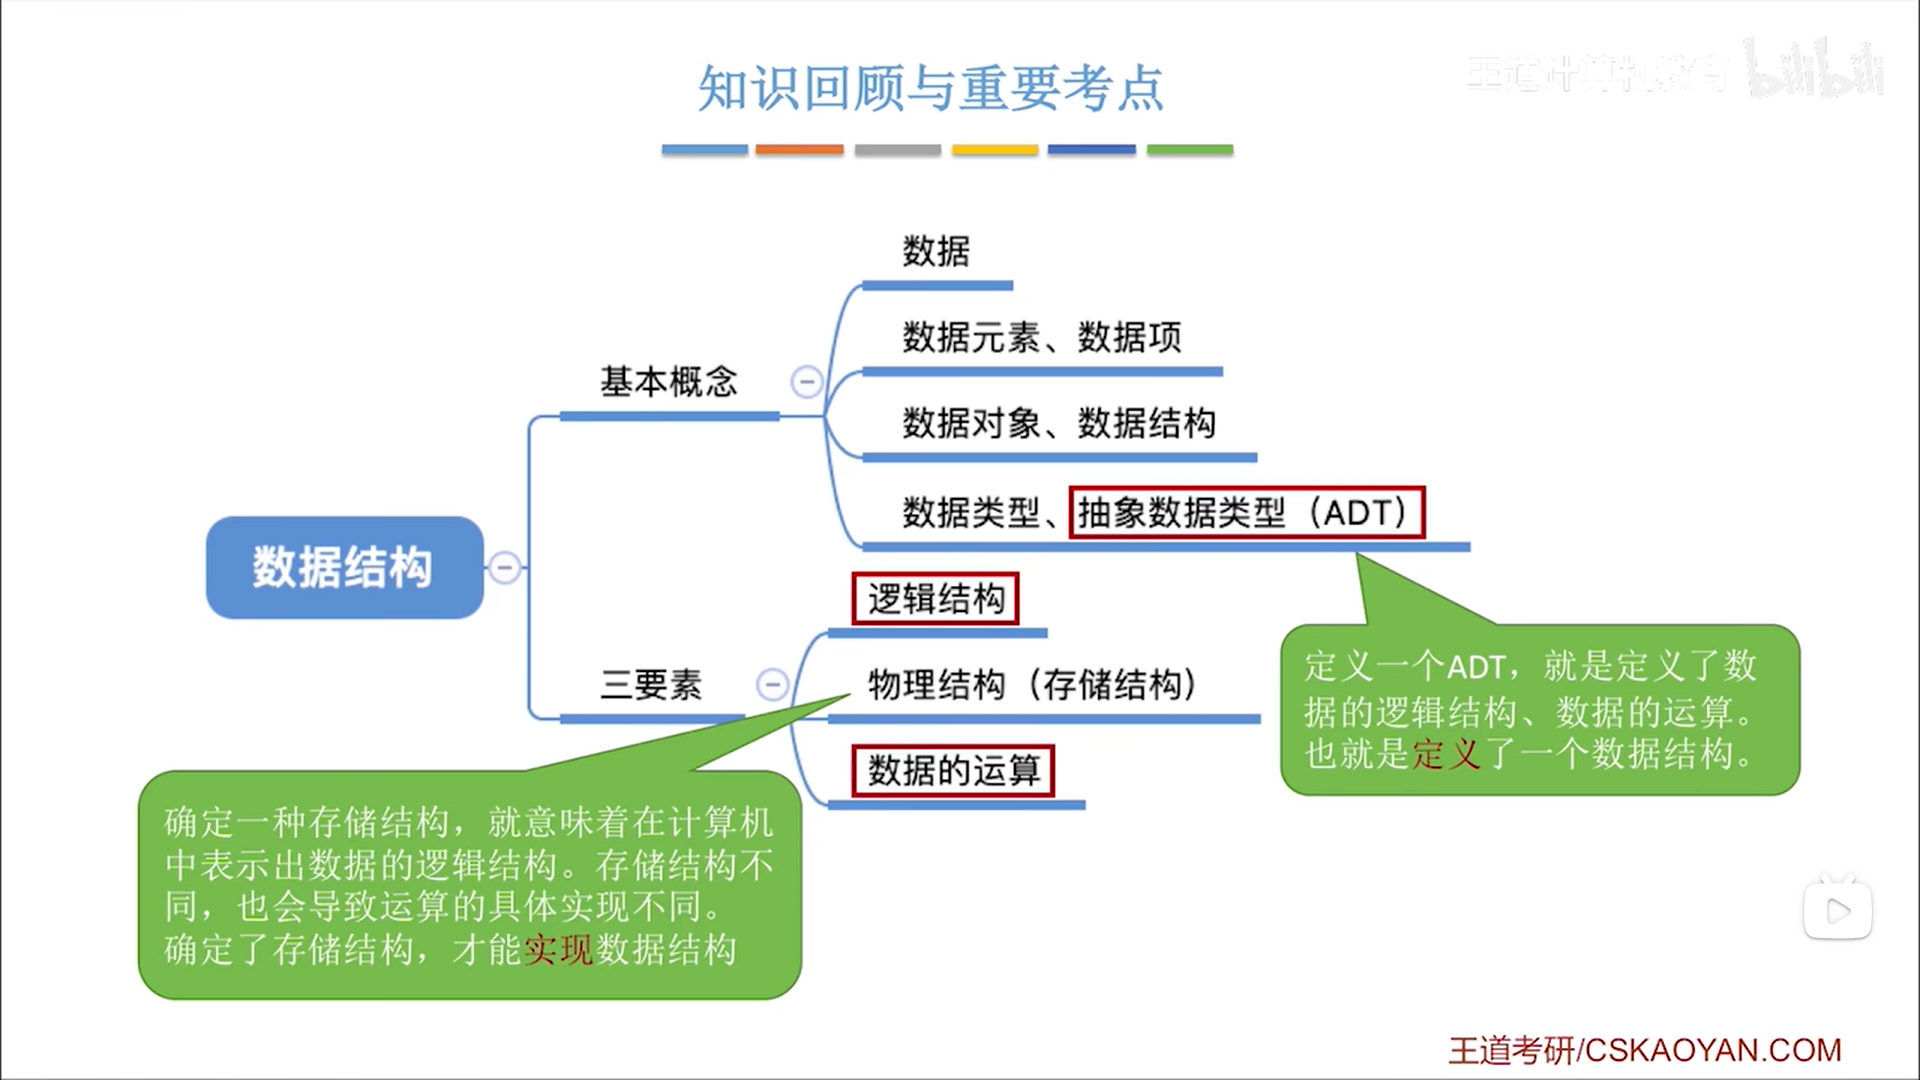 知识回顾与重要考点
王道计算机教育 bilibili
数据
数据元素、数据项
基本概念
数据对象、数据结构
数据类型、抽象数据类型（ADT）
数据结构
逻辑结构
三要素
物理结构（存储结构）
数据的运算
定义一个ADT，就是定义了数
据的逻辑结构、数据的运算。
也就是定义了一个数据结构。
确定一种存储结构，就意味着在计算机
中表示出数据的逻辑结构。存储结构不
同，也会导致运算的具体实现不同。
确定了存储结构，才能实现数据结构
王道考研/CSKAOYAN.COM